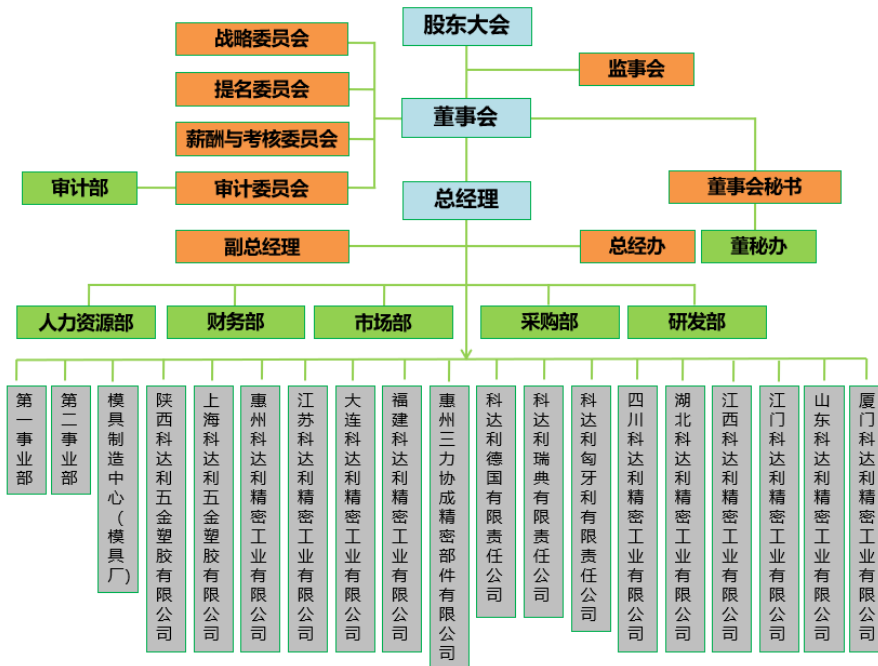 股东大会
战略委员会
监事会
提名委员会
董事会
薪酬与考核委员会
审计部
审计委员会
总经理
董事会秘书
副总经理
总经办
董秘办
人力资源部
财务部
市场部
采购部
研发部
第一事业部
第二事业部
模具制造中心（模具厂)
陕西科达利五金塑胶有限公司
上海科达利五金塑胶有限公司
惠州科达利精密工业有限公司
江苏科达利精密工业有限公司
大连科达利精密工业有限公司
福建科达利精密工业有限公司
惠州三力协成精密部件有限公司
科达利德国有限责任公司
科达利瑞典有限责任公司
科达利匈牙利有限责任公司
四川科达利精密工业有限公司
湖北科达利精密工业有限公司
江西科达利精密工业有限公司
江门科达利精密工业有限公司
山东科达利精密工业有限公司
厦门科达利精密工业有限公司